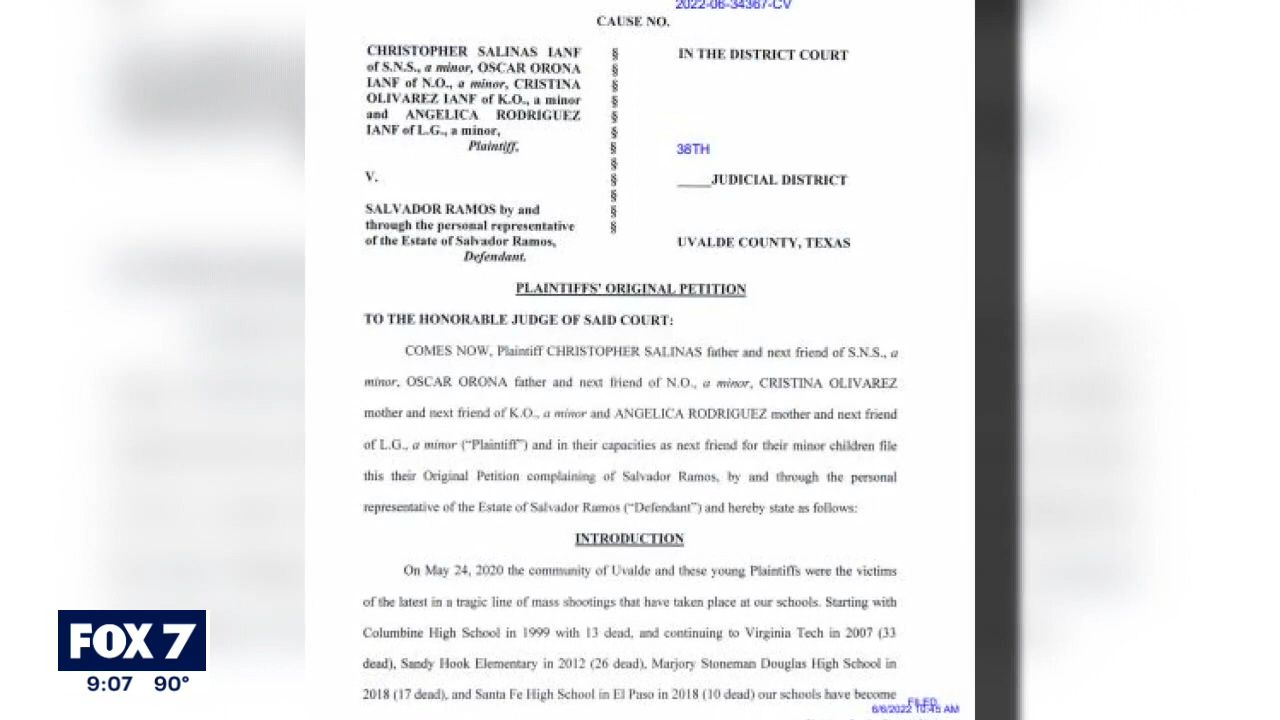 2022-06-34367-CV
CAUSE NO.
CHRISTOPHER SALINAS IANF
of S.N.S., a minor, OSCAR ORONA
IANF of N.O., a minor, CRISTINA
OLIVAREZ IANF of K.O., a minor
and ANGELICA RODRIGUEZ
IANF of L.G., a minor,
Plaintiff,
V.
SALVADOR RAMOS by and
through the personal representative
of the Estate of Salvador Ramos,
Defendant.
§
§
§
§
§
§
§
§
§
§
§
§
IN THE DISTRICT COURT
38TH
____JUDICIAL DISTRICT
UVALDE COUNTY, TEXAS
PLAINTIFFS' ORIGINAL PETITION
TO THE HONORABLE JUDGE OF SAID COURT:
COMES NOW, Plaintiff CHRISTOPHER SALINAS father and next friend of S.N.S., a
minor, OSCAR ORONA father and next friend of N.O., a minor, CRISTINA OLIVAREZ
mother and next friend of K.O., a minor and ANGELICA RODRIGUEZ mother and next friend
of L.G., a minor ("Plaintiff") and in their capacities as next friend for their minor children file
this their Original Petition complaining of Salvador Ramos, by and through the personal
representative of the Estate of Salvador Ramos ("Defendant") and hereby state as follows:
INTRODUCTION
On May 24, 2020 the community of Uvalde and these young Plaintiffs were the victims
of the latest in a tragic line of mass shootings that have taken place at our schools. Starting with
Columbine High School in 1999 with 13 dead, and continuing to Virginia Tech in 2007 (33
dead), Sandy Hook Elementary in 2012 (26 dead), Marjory Stoneman Douglas High School in
2018 (17 dead), and Santa Fe High School in El Paso in 2018 (10 dead) our schools have become
FILED
6/6/2022 10:45 AM
FOX 7
9:07 90°